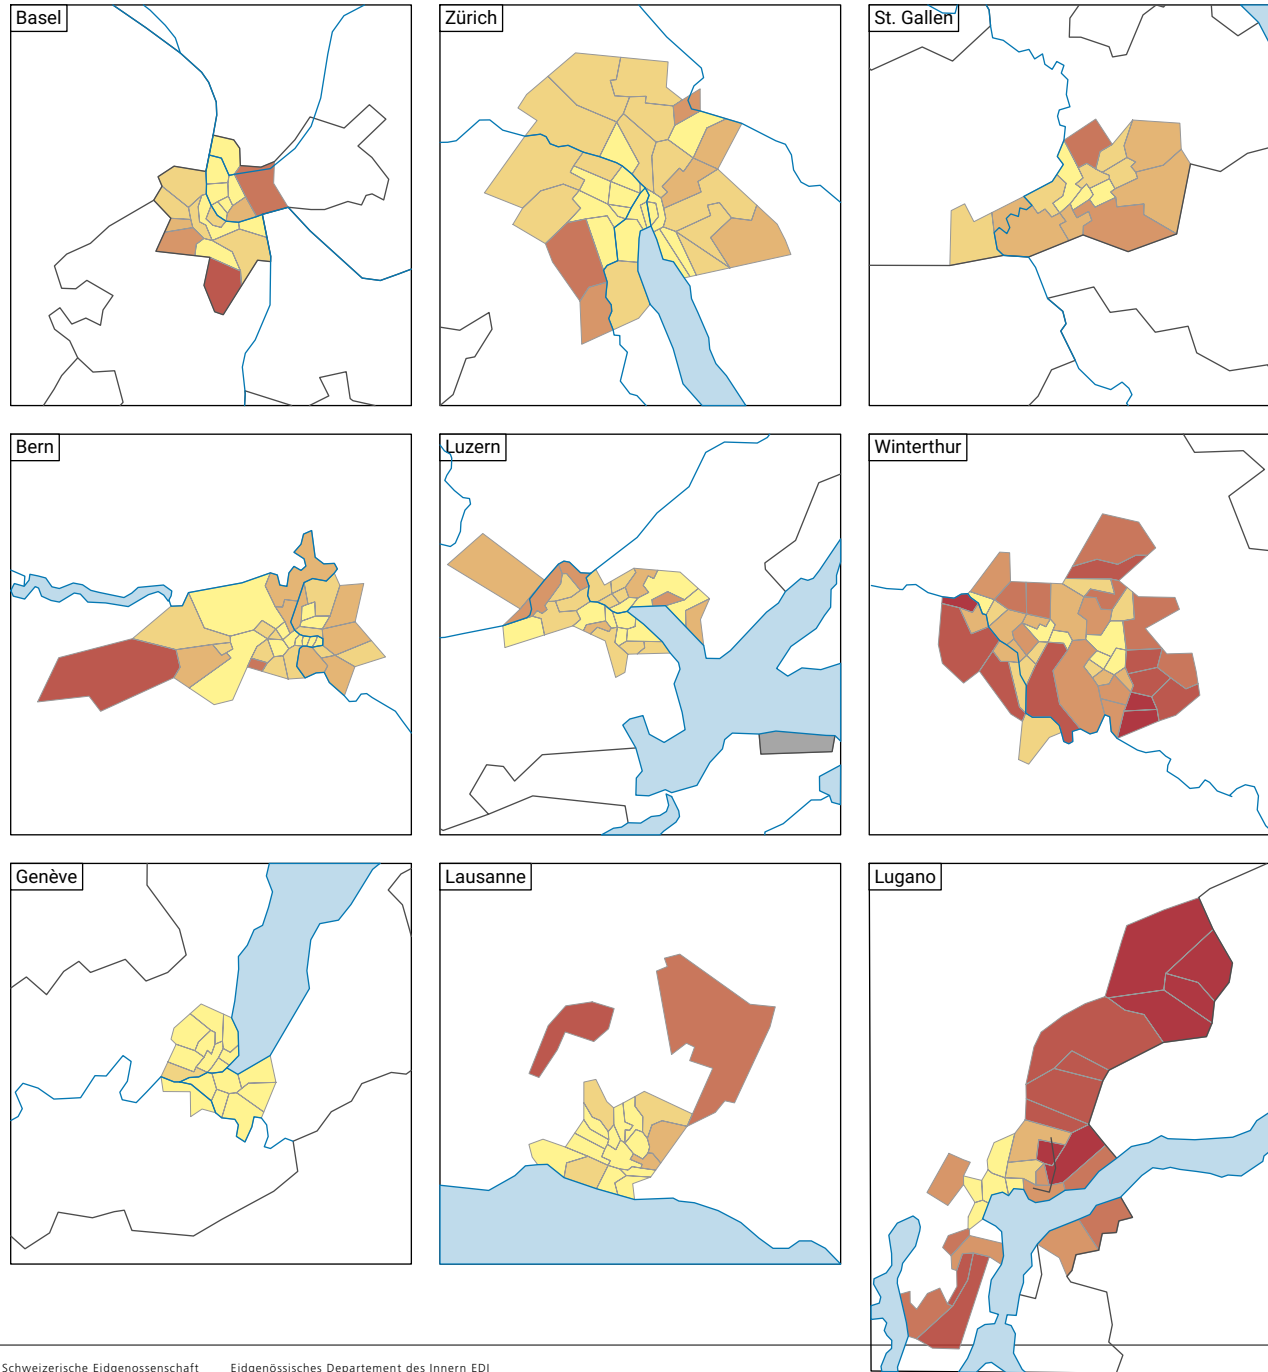 Basel
Zürich
St. Gallen
Bern
Luzern
Winterthur
Genève
Lausanne
Lugano
Schweizerische Eidgenossenschaft Eidgenössisches Departement des Innern EDI